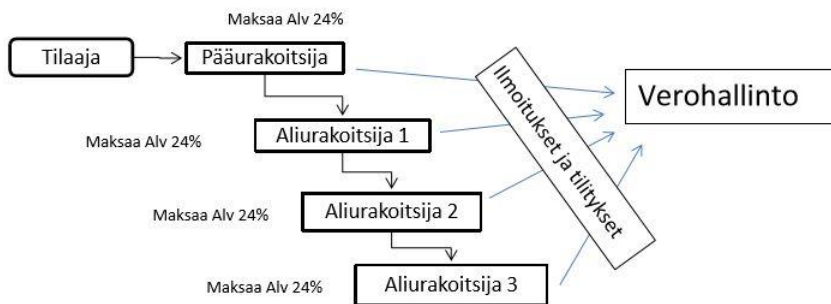 Maksaa Alv 24%
Tilaaja
Pääurakoitsija
Ilmoitukset ja tilitykset
Verohallinto
Maksaa Alv 24%
Aliurakoitsija 1
Maksaa Alv 24%
Aliurakoitsija 2
Maksaa Alv 24%
Aliurakoitsija 3